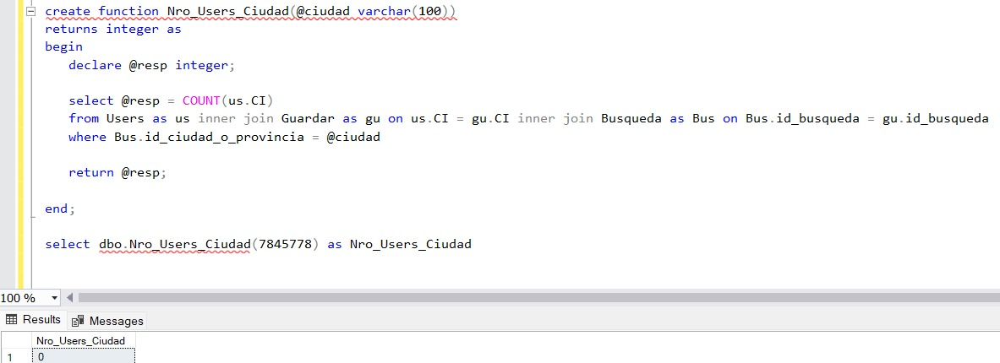 create function Nro_Users_Ciudad(@ciudad varchar(100))
returns integer as
begin
declare @resp integer;
select @resp = COUNT(us.CI)
from Users as us inner join Guardar as gu on us.CI = gu.CI inner join Busqueda as Bus on Bus.id_busqueda = gu.id_busqueda
where Bus.id_ciudad_o_provincia = @ciudad
return @resp;
end;
select dbo.Nro_Users_Ciudad(7845778) as Nro_Users_Ciudad
100 %
Results Messages
Nro_Users_Ciudad
1 0